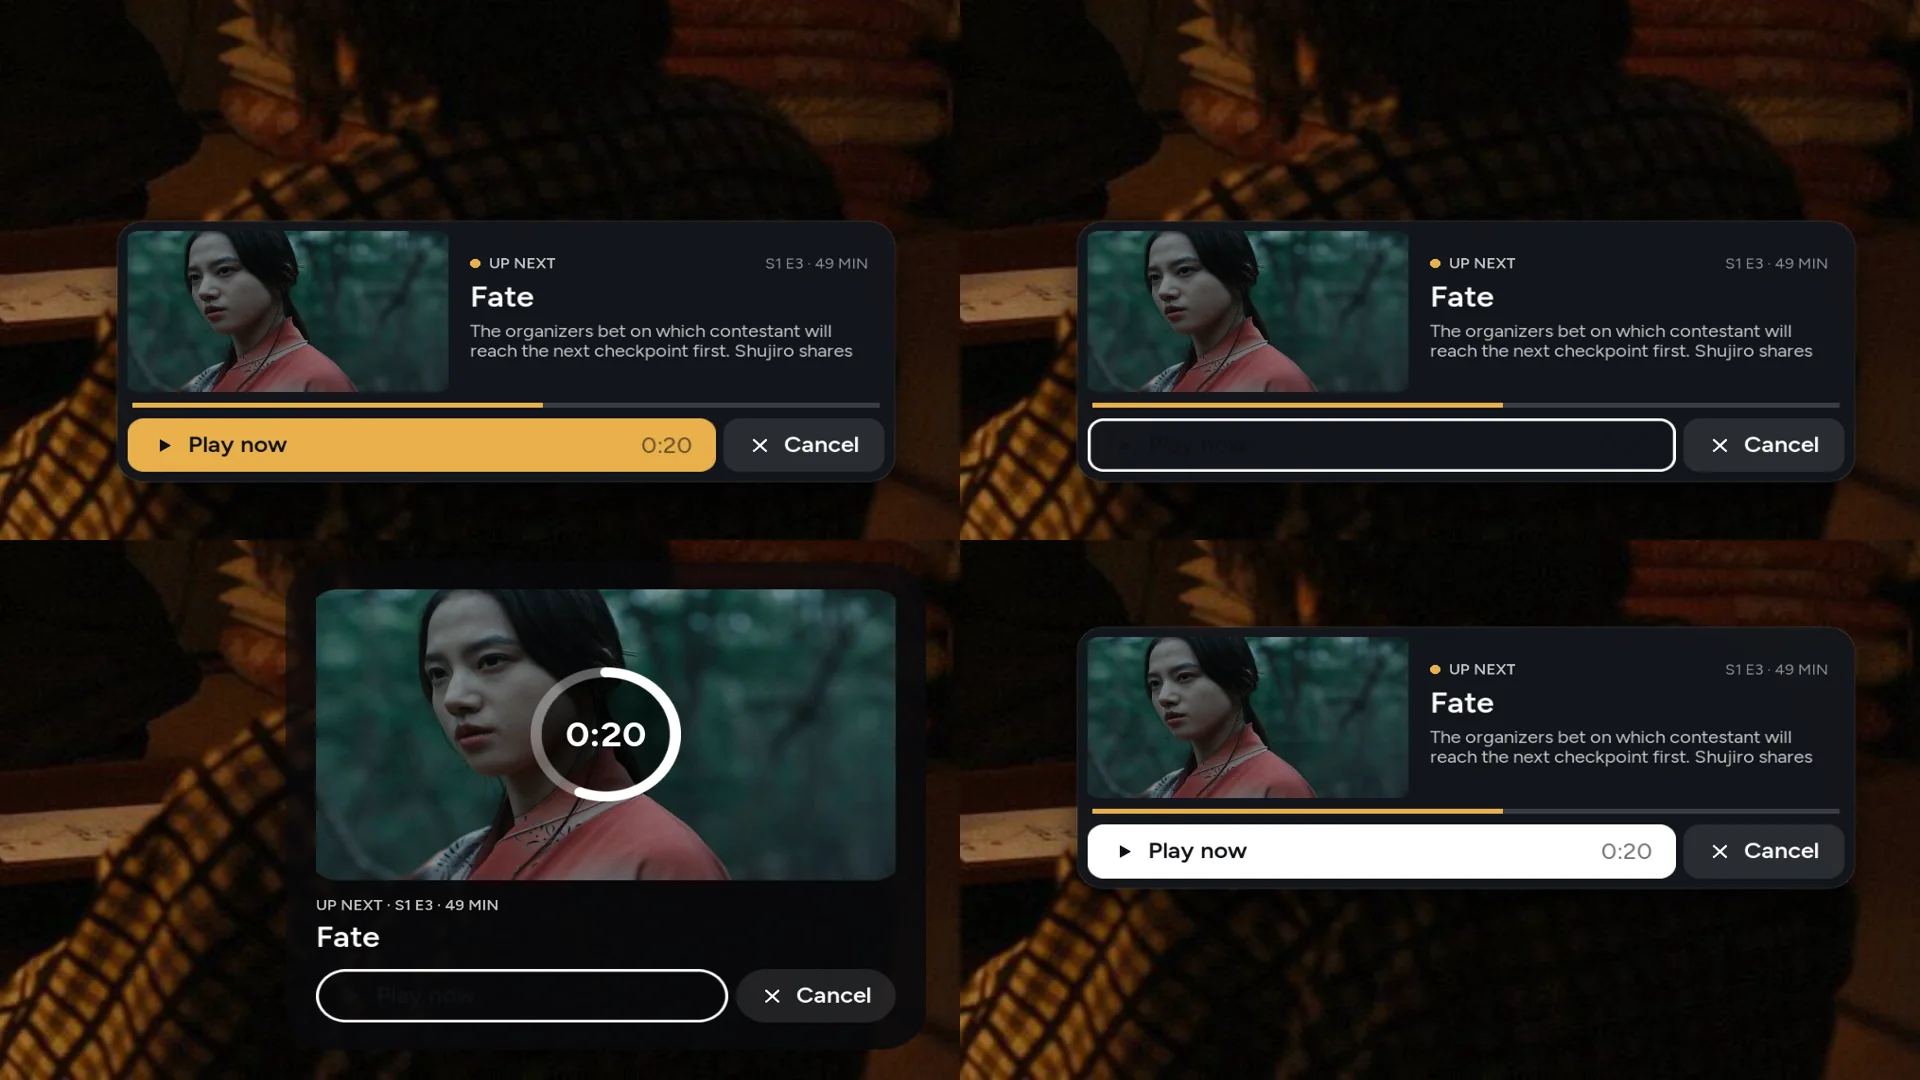 UP NEXT
S1 E3 · 49 MIN
Fate
The organizers bet on which contestant will
reach the next checkpoint first. Shujiro shares
Play now
0:20
Cancel
UP NEXT
S1 E3 · 49 MIN
Fate
The organizers bet on which contestant will
reach the next checkpoint first. Shujiro shares
Play now
Cancel
0:20
UP NEXT · S1 E3 · 49 MIN
Fate
Play now
Cancel
UP NEXT
S1 E3 · 49 MIN
Fate
The organizers bet on which contestant will
reach the next checkpoint first. Shujiro shares
Play now
0:20
Cancel